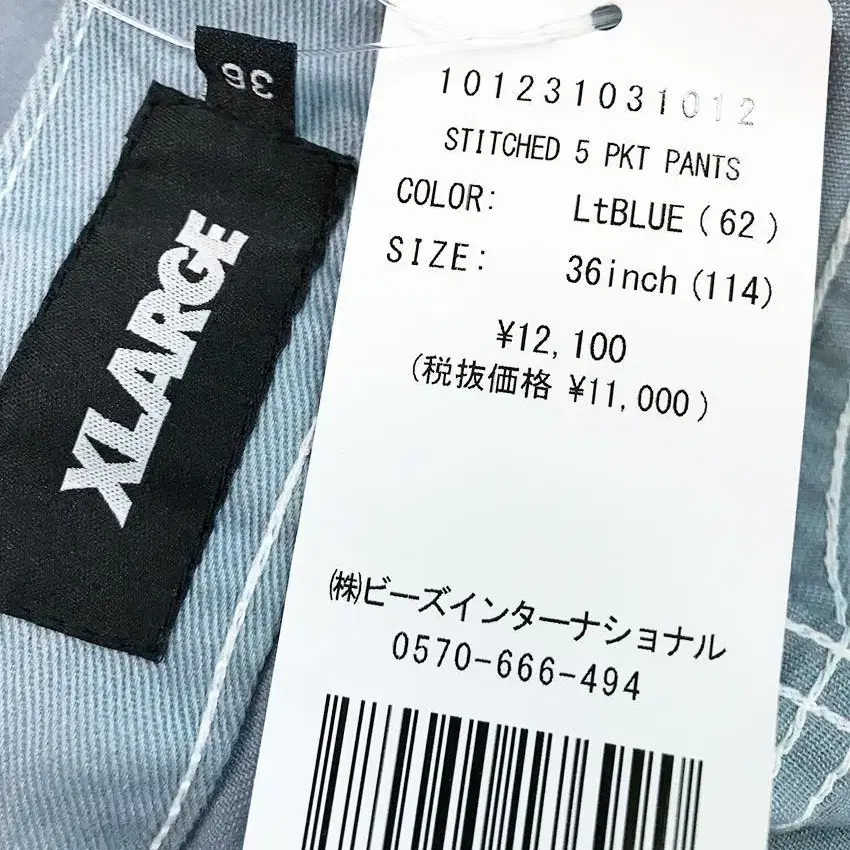 36
XLARGE
101231031012
STITCHED 5 PKT PANTS
COLOR: LtBLUE (62)
SIZE: 36inch (114)
¥12,100
(税抜価格 ¥11,000)
㈱ビーズインターナショナル
0570-666-494